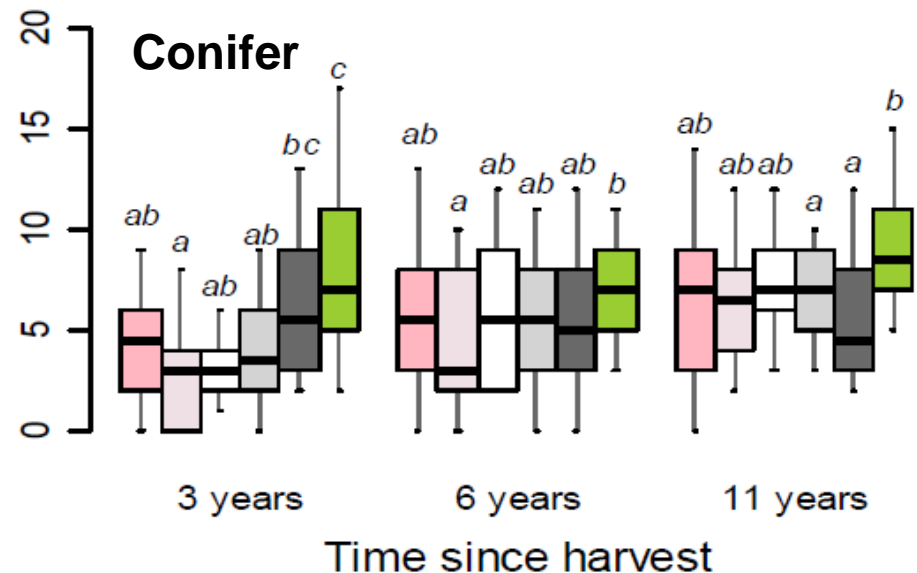 20
15
10
5
0
Conifer
ab
a
ab
ab
bc
c
ab
a
ab
ab
ab
b
ab
ab
ab
a
a
b
3 years
6 years
11 years
Time since harvest